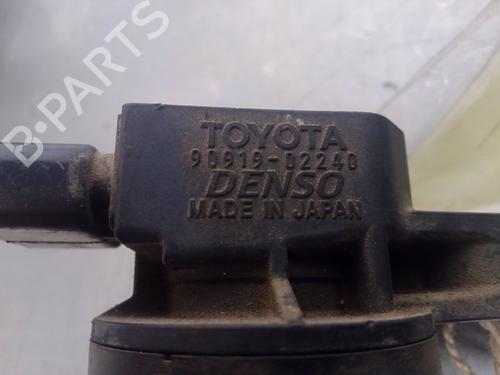 B-PARTS
TOYOTA
90919-02240
DENSO
MADE IN JAPAN